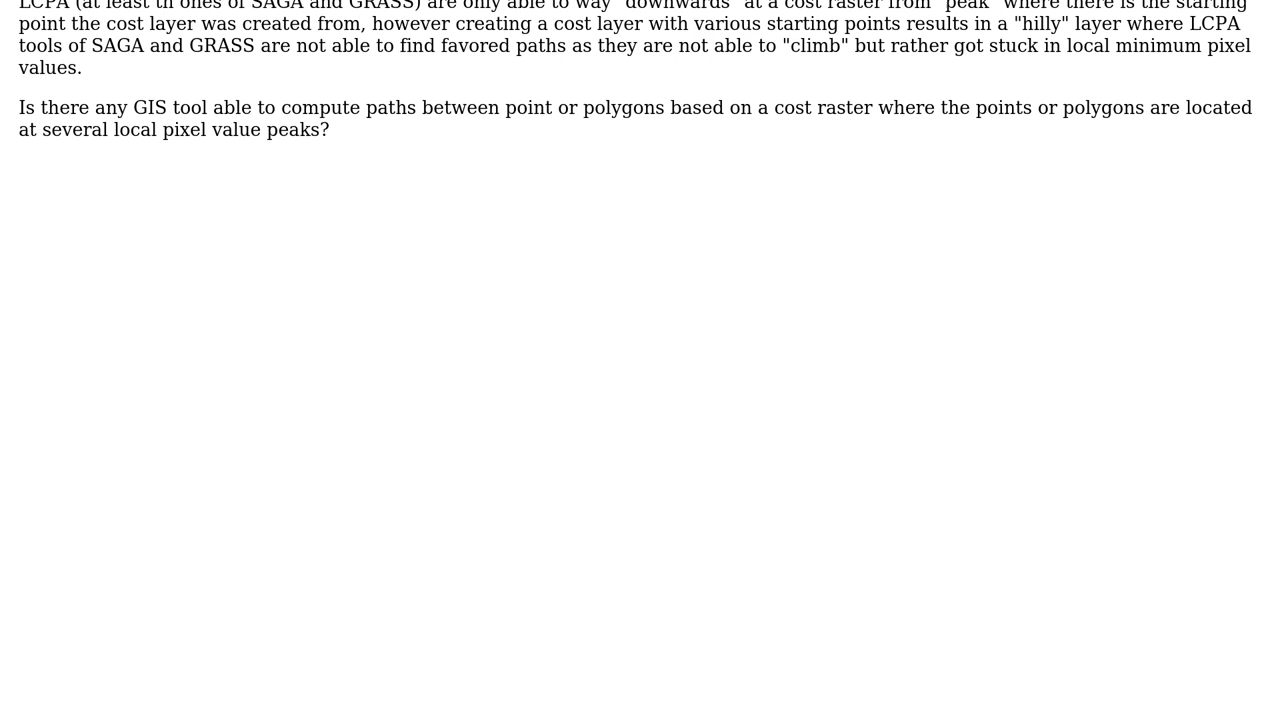 LCPA (at least th ones of SAGA and GRASS) are only able to way "downwards" at a cost raster from "peak" where there is the starting
point the cost layer was created from, however creating a cost layer with various starting points results in a "hilly" layer where LCPA
tools of SAGA and GRASS are not able to find favored paths as they are not able to "climb" but rather got stuck in local minimum pixel
values.
Is there any GIS tool able to compute paths between point or polygons based on a cost raster where the points or polygons are located
at several local pixel value peaks?